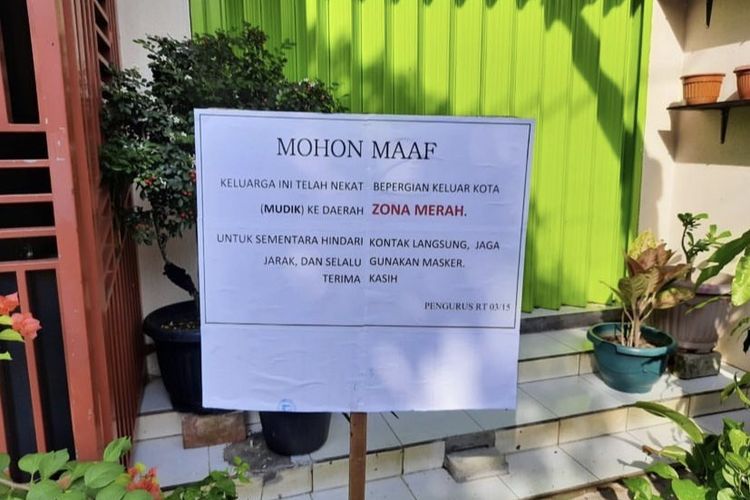 MOHON MAAF
KELUARGA INI TELAH NEKAT BEPERGIAN KELUAR KOTA
(MUDIK) KE DAERAH ZONA MERAH.
UNTUK SEMENTARA HINDARI KONTAK LANGSUNG, JAGA
JARAK, DAN SELALU GUNAKAN MASKER.
TERIMA KASIH
PENGURUS RT 03/15